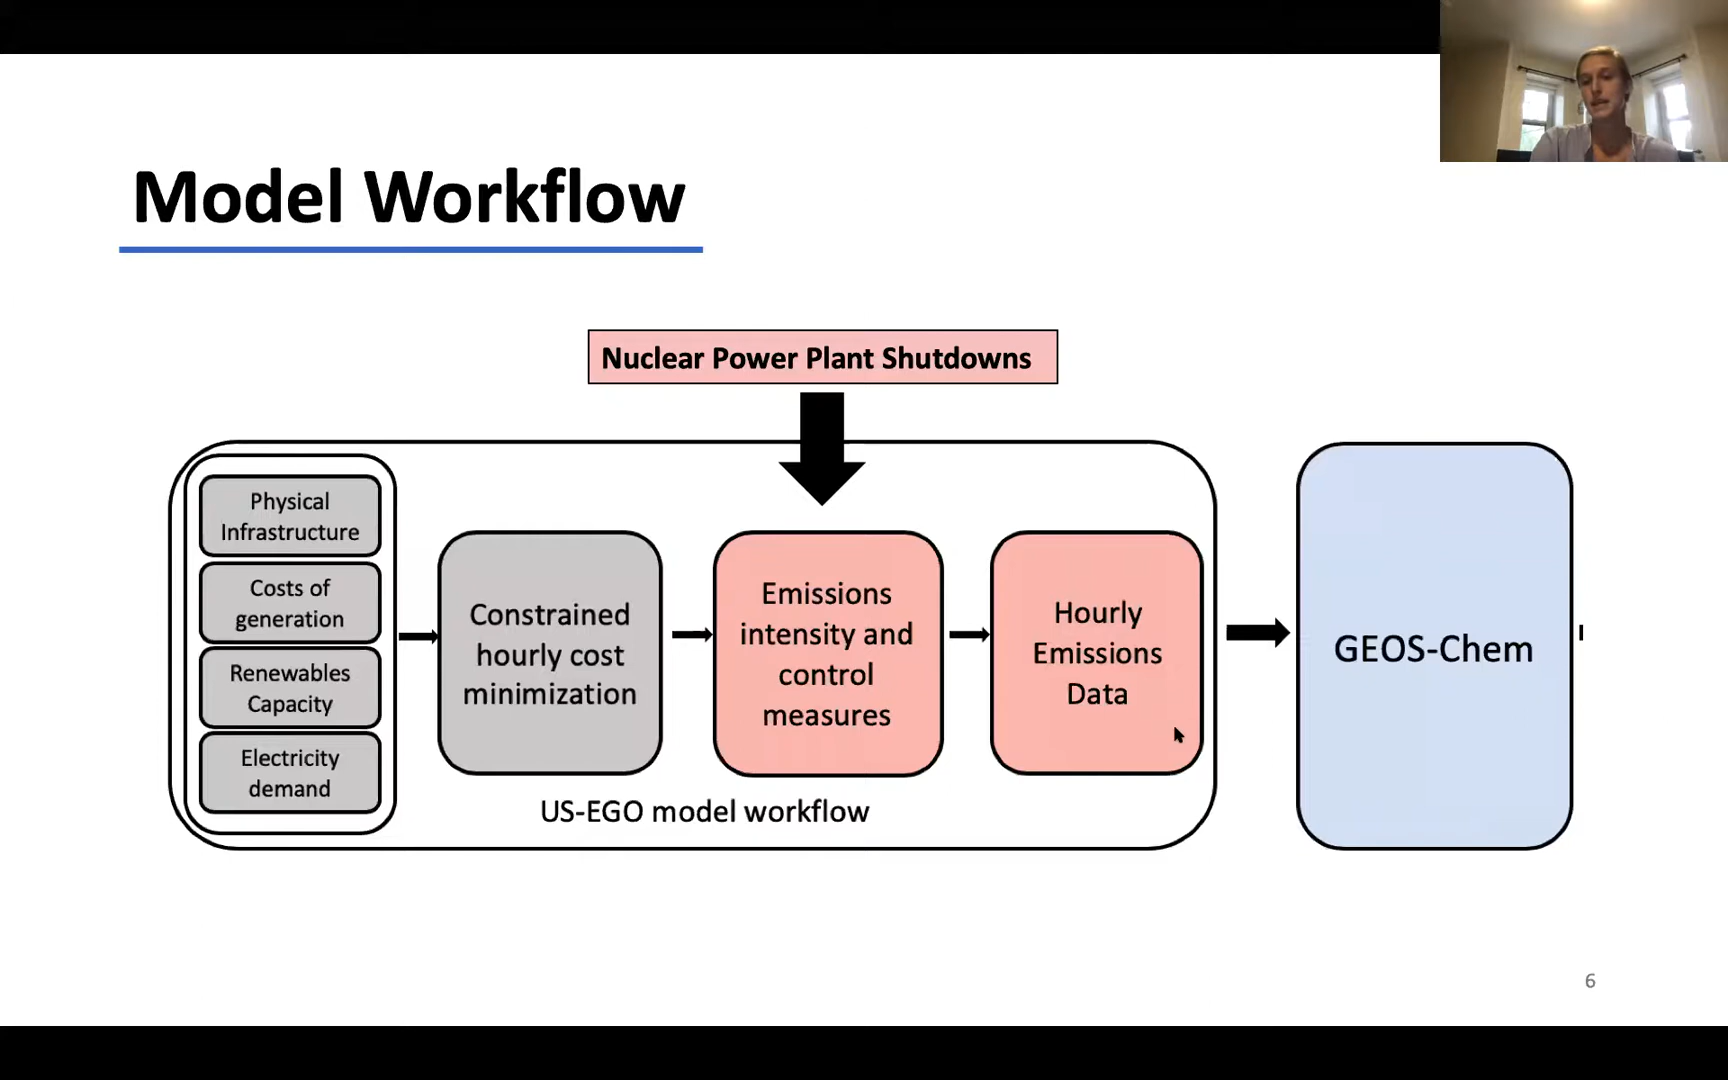 Model Workflow
Nuclear Power Plant Shutdowns
Physical
Infrastructure
Costs of
generation
Renewables
Capacity
Electricity
demand
Constrained
hourly cost
minimization
Emissions
intensity and
control
measures
Hourly
Emissions
Data
US-EGO model workflow
GEOS-Chem
6